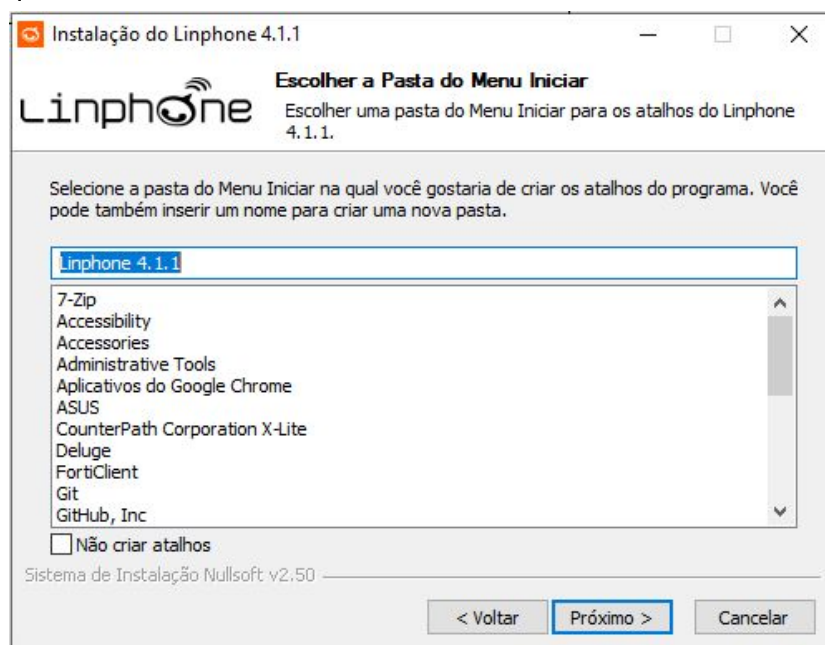 Instalação do Linphone 4.1.1
Linphone
Escolher a Pasta do Menu Iniciar
Escolher uma pasta do Menu Iniciar para os atalhos do Linphone
4.1.1.
Selecione a pasta do Menu Iniciar na qual você gostaria de criar os atalhos do programa. Você
pode também inserir um nome para criar uma nova pasta.
Linphone 4.1.1
7-Zip
Accessibility
Accessories
Administrative Tools
Aplicativos do Google Chrome
ASUS
CounterPath Corporation X-Lite
Deluge
FortiClient
Git
GitHub, Inc
Não criar atalhos
Sistema de Instalação Nullsoft v2.50
< Voltar
Próximo >
Cancelar